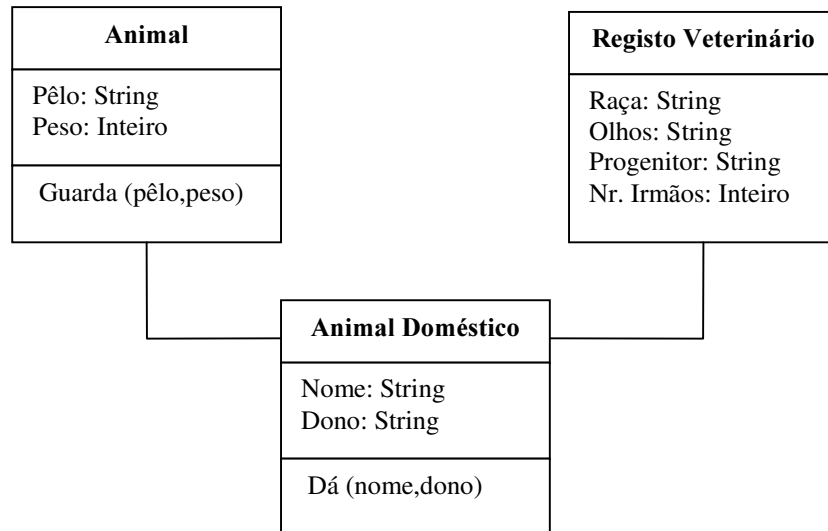 Animal
Pêlo: String
Peso: Inteiro
Guarda (pêlo,peso)
Registo Veterinário
Raça: String
Olhos: String
Progenitor: String
Nr. Irmãos: Inteiro
Animal Doméstico
Nome: String
Dono: String
Dá (nome,dono)